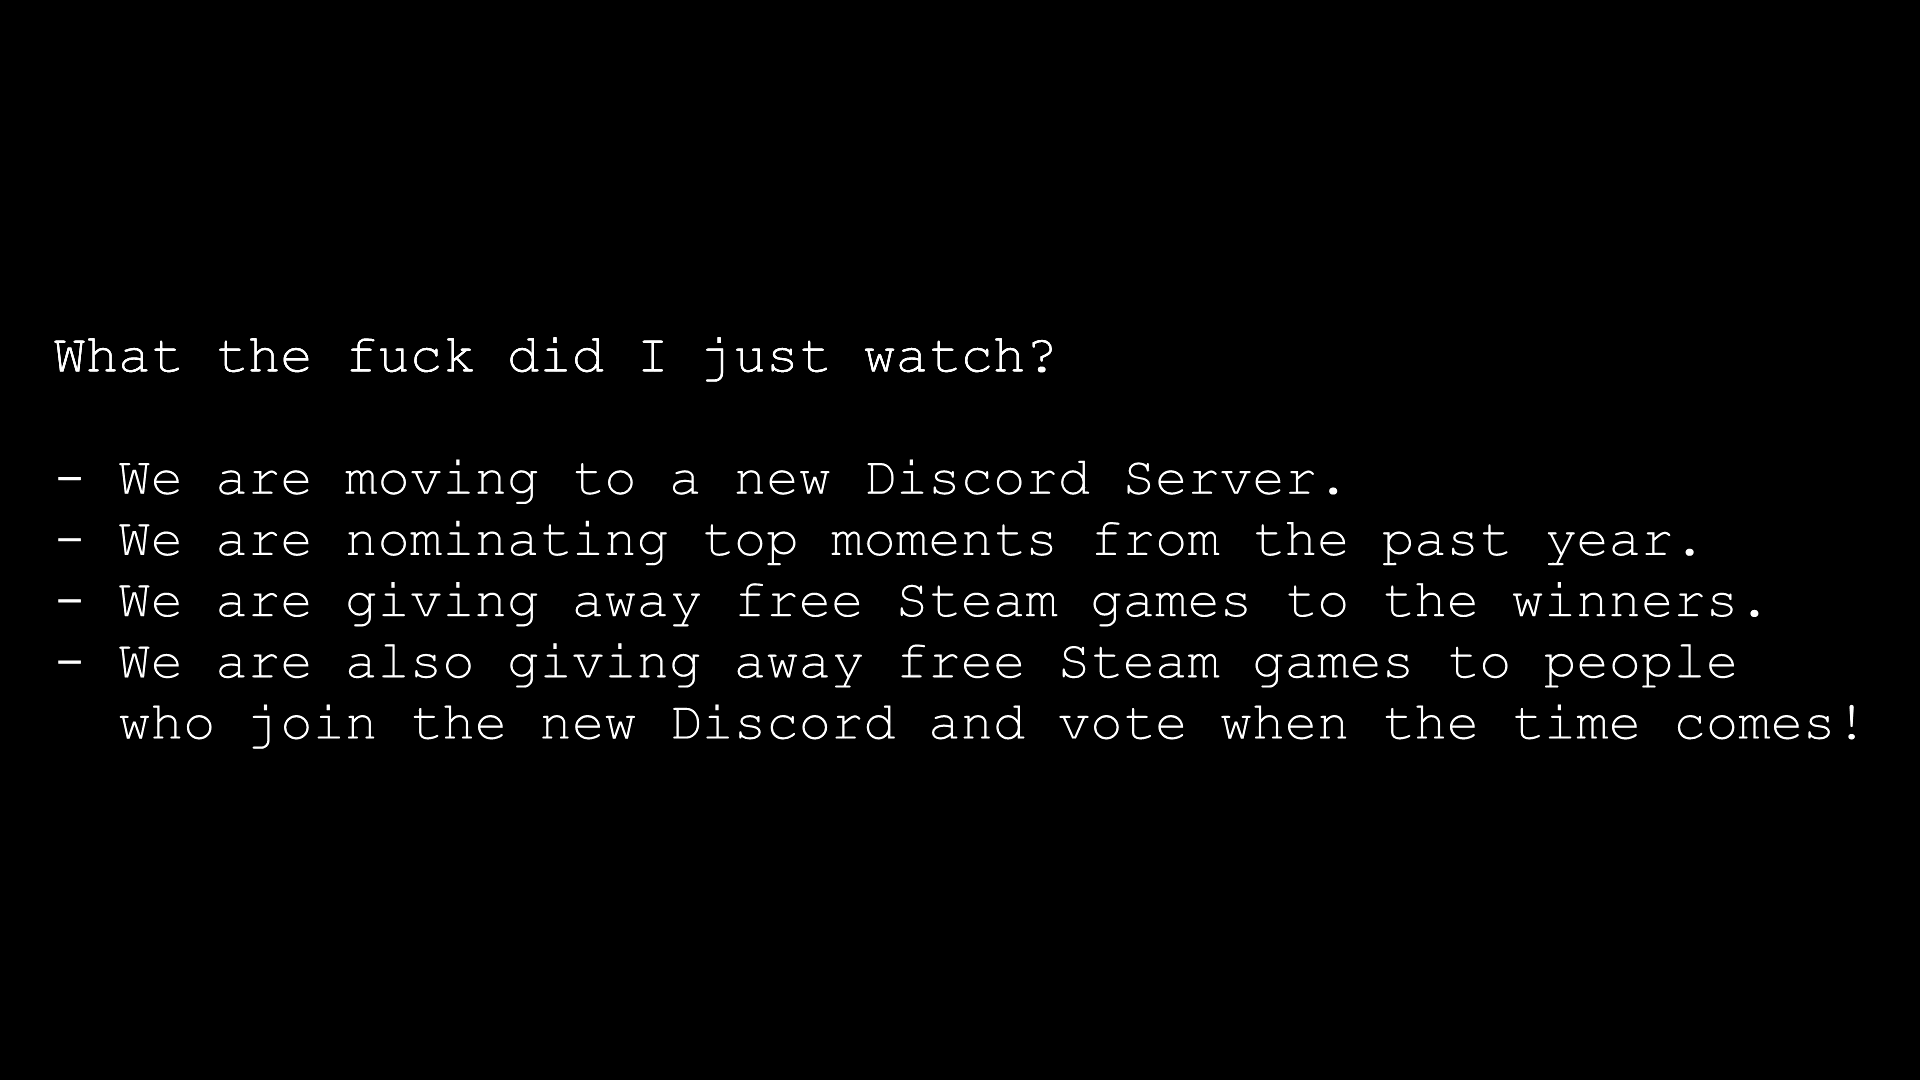 What the fuck did I just watch?
- We are moving to a new Discord Server.
- We are nominating top moments from the past year.
- We are giving away free Steam games to the winners.
- We are also giving away free Steam games to people
who join the new Discord and vote when the time comes!